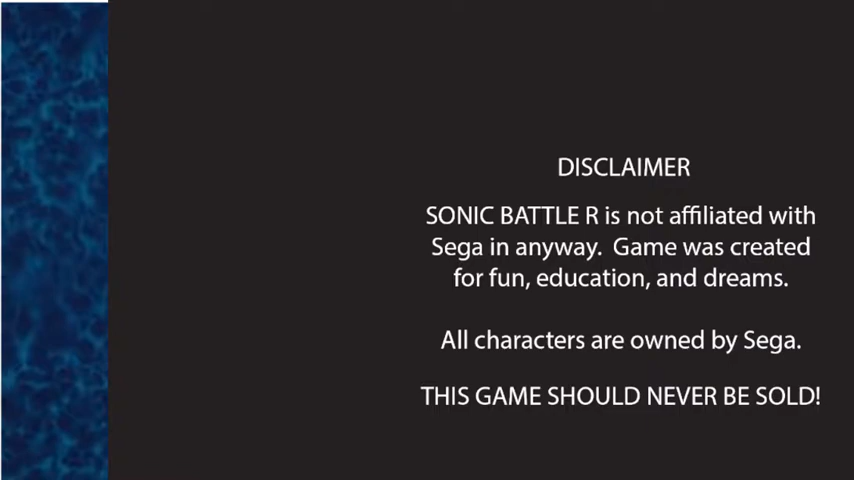 DISCLAIMER
SONIC BATTLE R is not affiliated with
Sega in anyway.  Game was created
for fun, education, and dreams.
All characters are owned by Sega.
THIS GAME SHOULD NEVER BE SOLD!